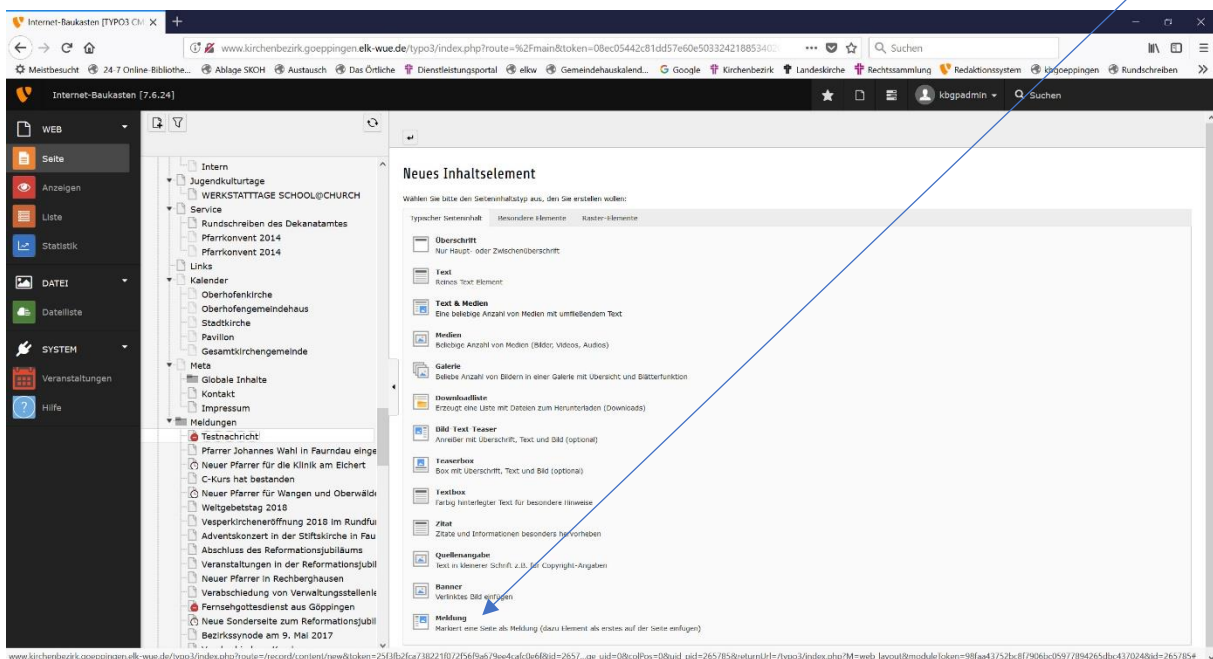 Internet-Baukasten [TYPO3 CM
www.kirchenbezirk.goeppingen.elk-wue.de/typo3/index.php?route=%2Fmain&token=08ec05442c81dd57e60e5033242188534
Suchen
Meistbesucht 24-7 Online-Bibliothe... Ablage SKOH Austausch Das Örtliche Dienstleistungsportal elkw Gemeindehauskalend... Google Kirchenbezirk Landeskirche Rechtssammlung Redaktionssystem kbgoeppingen Rundschreiben
Internet-Baukasten [7.6.24]
kbgpadmin
Suchen
WEB
Seite
Anzeigen
Liste
Statistik
DATEI
Dateiliste
SYSTEM
Veranstaltungen
Hilfe
Intern
Jugendkulturtage
WERKSTATTTAGE SCHOOL@CHURCH
Service
Rundschreiben des Dekanatamtes
Pfarrkonvent 2014
Pfarrkonvent 2014
Links
Kalender
Oberhofenkirche
Oberhofengemeindehaus
Stadtkirche
Pavillon
Gesamtkirchengemeinde
Meta
Globale Inhalte
Kontakt
Impressum
Meldungen
Testnachricht
Pfarrer Johannes Wahl in Faurndau einge
Neuer Pfarrer für die Klinik am Eichert
C-Kurs hat bestanden
Neuer Pfarrer für Wangen und Oberwälde
Weltgebetstag 2018
Vesperkircheneröffnung 2018 im Rundfu
Adventskonzert in der Stiftskirche in Fau
Abschluss des Reformationsjubiläums
Veranstaltungen in der Reformationsjubil
Neuer Pfarrer in Rechberghausen
Verabschiedung von Verwaltungsstellenle
Fernsehgottesdienst aus Göppingen
Neue Sonderseite zum Reformationsjubil
Bezirkssynode am 9. Mai 2017
Neues Inhaltselement
Wählen Sie bitte den Seiteninhaltstyp aus, den Sie erstellen wollen:
Typischer Seiteninhalt Besondere Elemente Raster-Elemente
Überschrift
Nur Haupt- oder Zwischenüberschrift
Text
Reines Text Element
Text & Medien
Eine beliebige Anzahl von Medien mit umfließendem Text
Medien
Beliebige Anzahl von Medien (Bilder, Videos, Audios)
Galerie
Beliebe Anzahl von Bildern in einer Galerie mit Übersicht und Blätterfunktion
Downloadliste
Erzeugt eine Liste mit Dateien zum Herunterladen (Downloads)
Bild-Text-Teaser
Anreißer mit Überschrift, Text und Bild (optional)
Teaserbox
Box mit Überschrift, Text und Bild (optional)
Textbox
Farbig hinterlegter Text für besondere Hinweise
Zitat
Zitate und Informationen besonders hervorheben
Quellenangabe
Text in kleinerer Schrift z.B. für Copyright-Angaben
Banner
Verlinktes Bild einfügen
Meldung
Markiert eine Seite als Meldung (dazu Element als erstes auf der Seite einfügen)